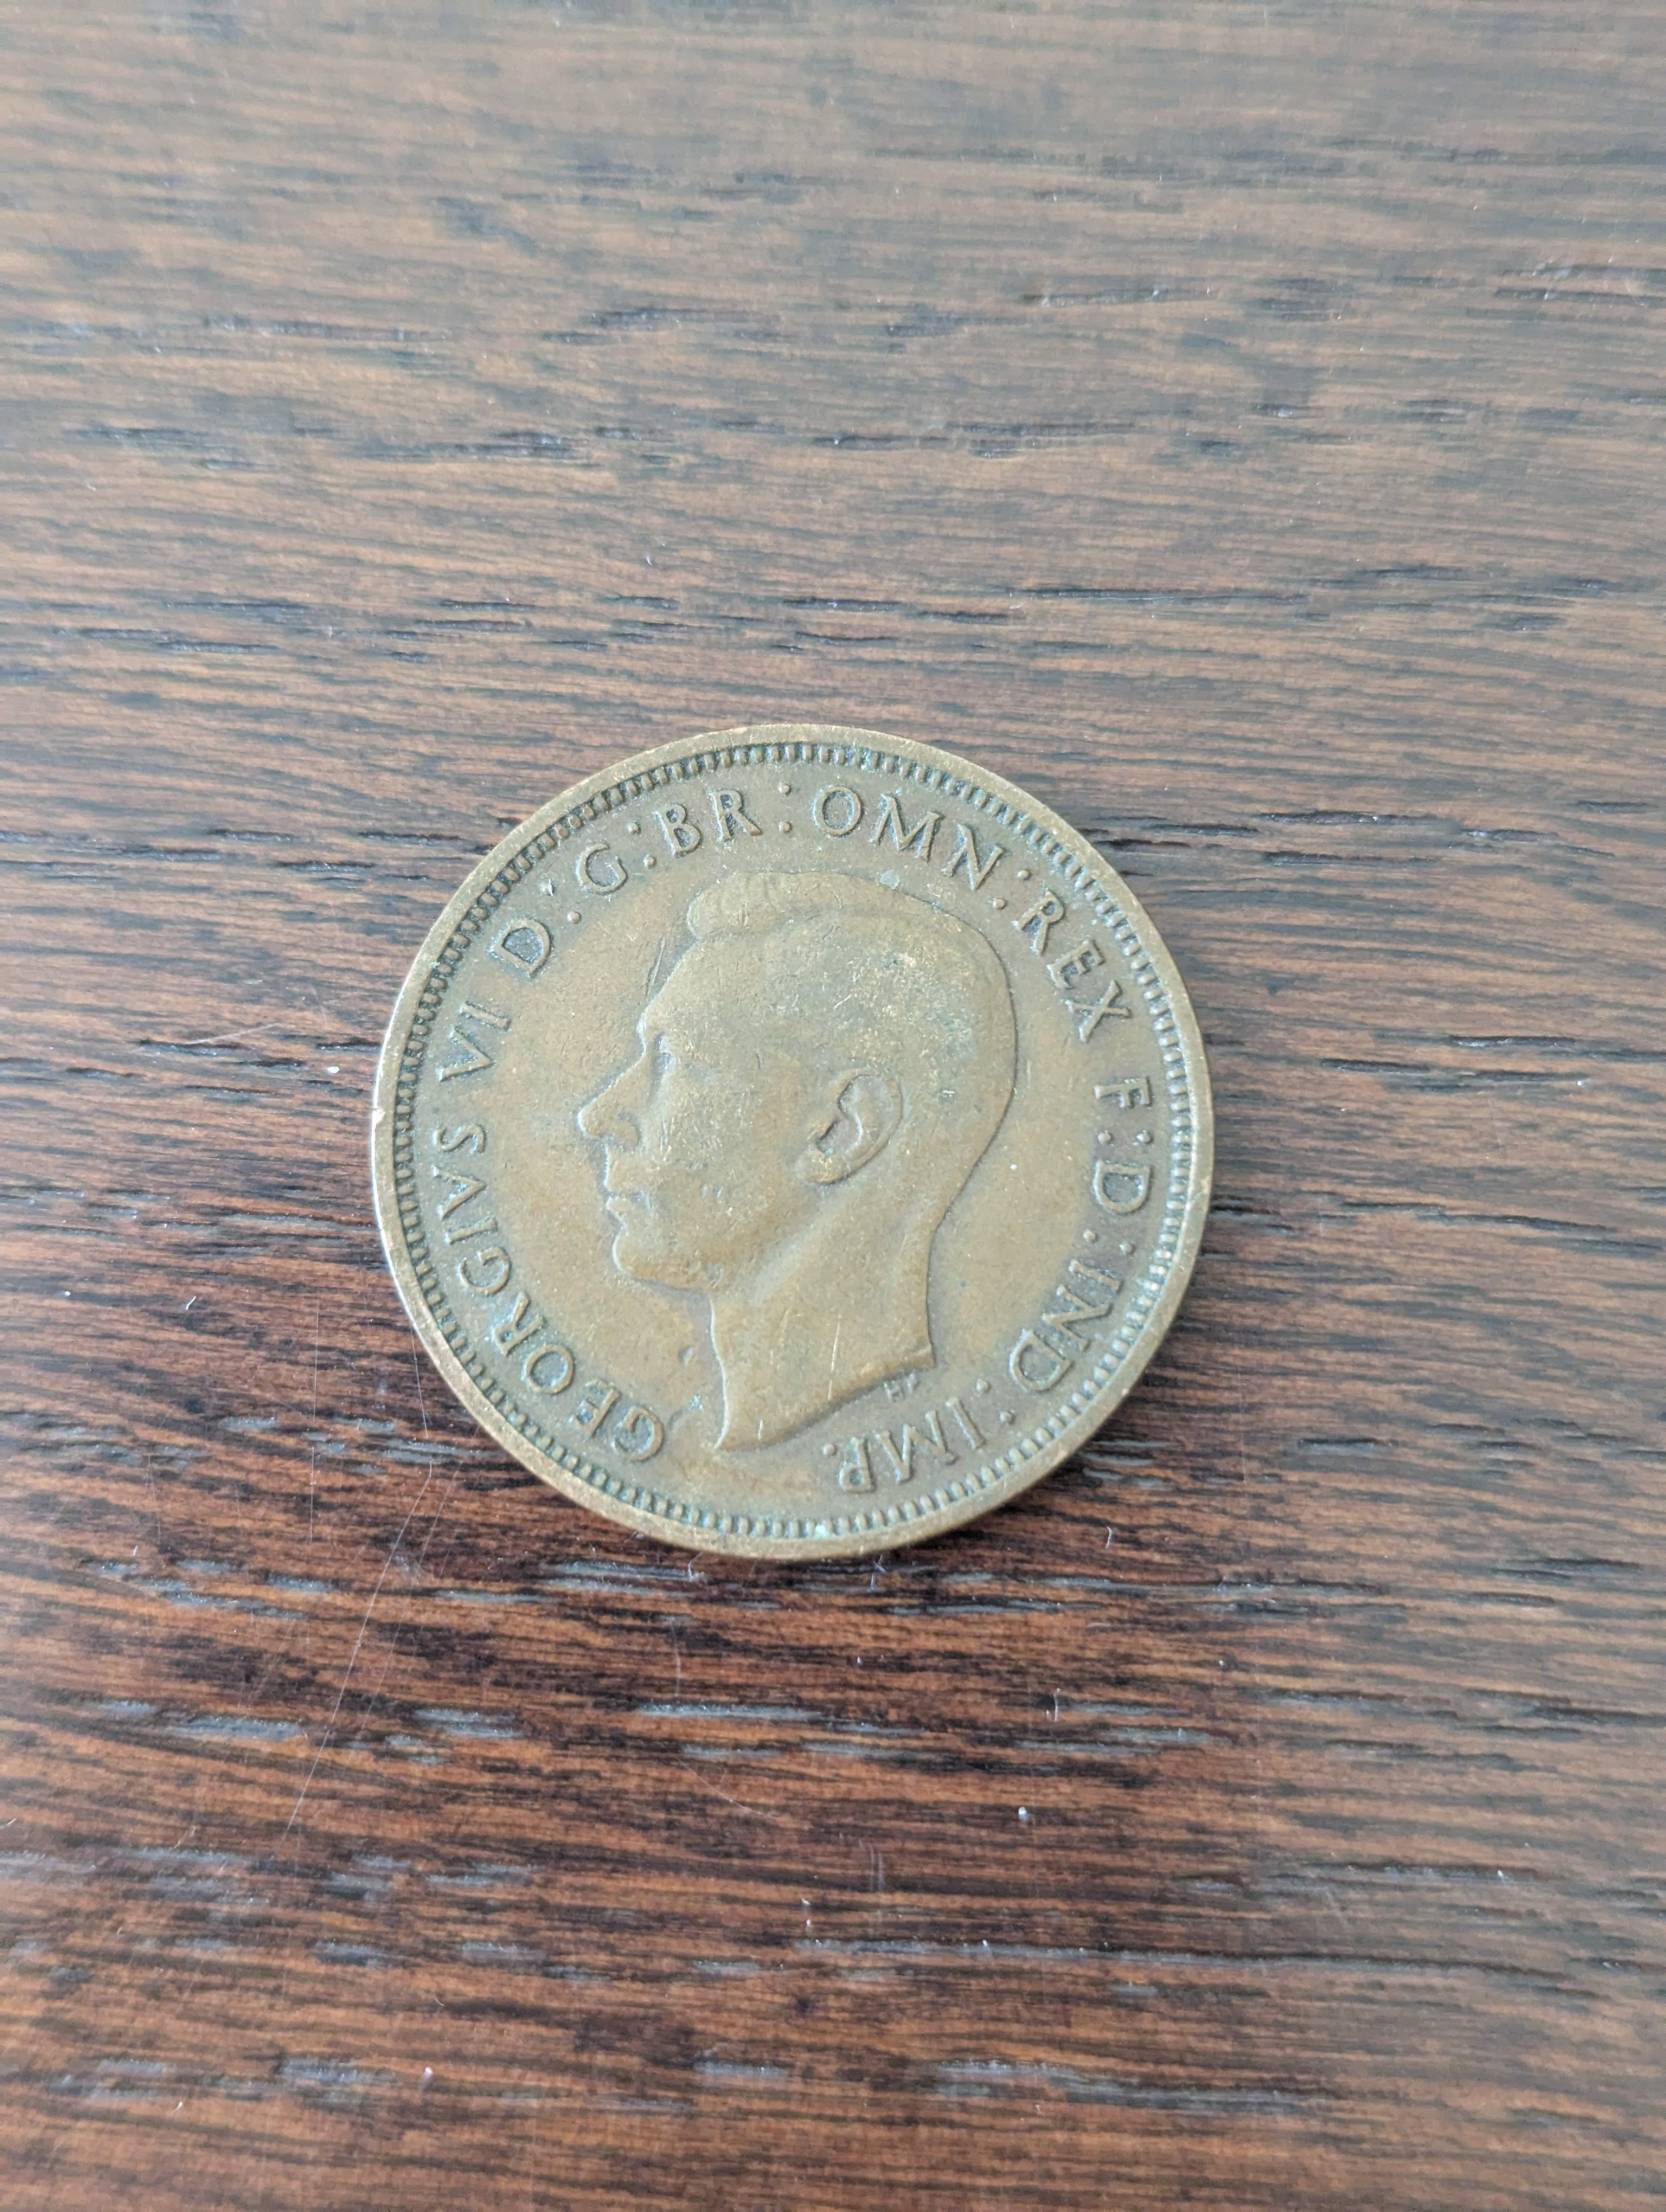 GEORGIVS VI D:G:BR:OMN:REX F:D:IND:IMP.
HP